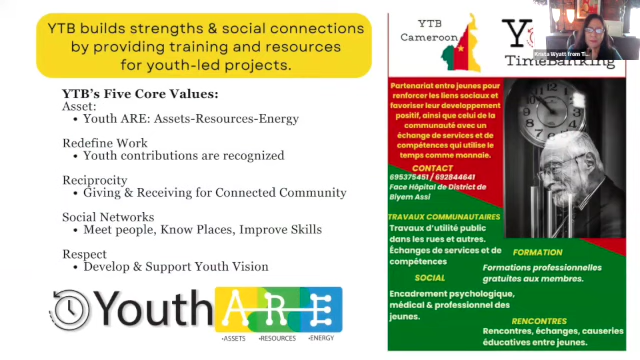 YTB builds strengths & social connections
by providing training and resources
for youth-led projects.
YTB's Five Core Values:
Asset:
• Youth ARE: Assets-Resources-Energy
Redefine Work
• Youth contributions are recognized
Reciprocity
• Giving & Receiving for Connected Community
Social Networks
• Meet people, Know Places, Improve Skills
Respect
• Develop & Support Youth Vision
Youth ARE
•ASSETS •RESOURCES •ENERGY
YTB
Cameroon
TimeBanking
Krista Wyatt from Ti...
Partenariat entre jeunes pour
renforcer les liens sociaux et
favoriser leur developpement
positif, ainsi que celui de la
communauté avec un
échange de services et de
compétences qui utilise le
temps comme monnaie.
CONTACT
695375451 / 692844641
Face Hôpital de District de
Biyem Assi
TRAVAUX COMMUNAUTAIRES
Travaux d'utilité public
dans les rues et autres.
Échanges de services et de
compétences
SOCIAL
Encadrement psychologique,
médical & professionnel des
jeunes.
FORMATION
Formations professionnelles
gratuites aux membres.
RENCONTRES
Rencontres, échanges, causeries
éducatives entre jeunes.